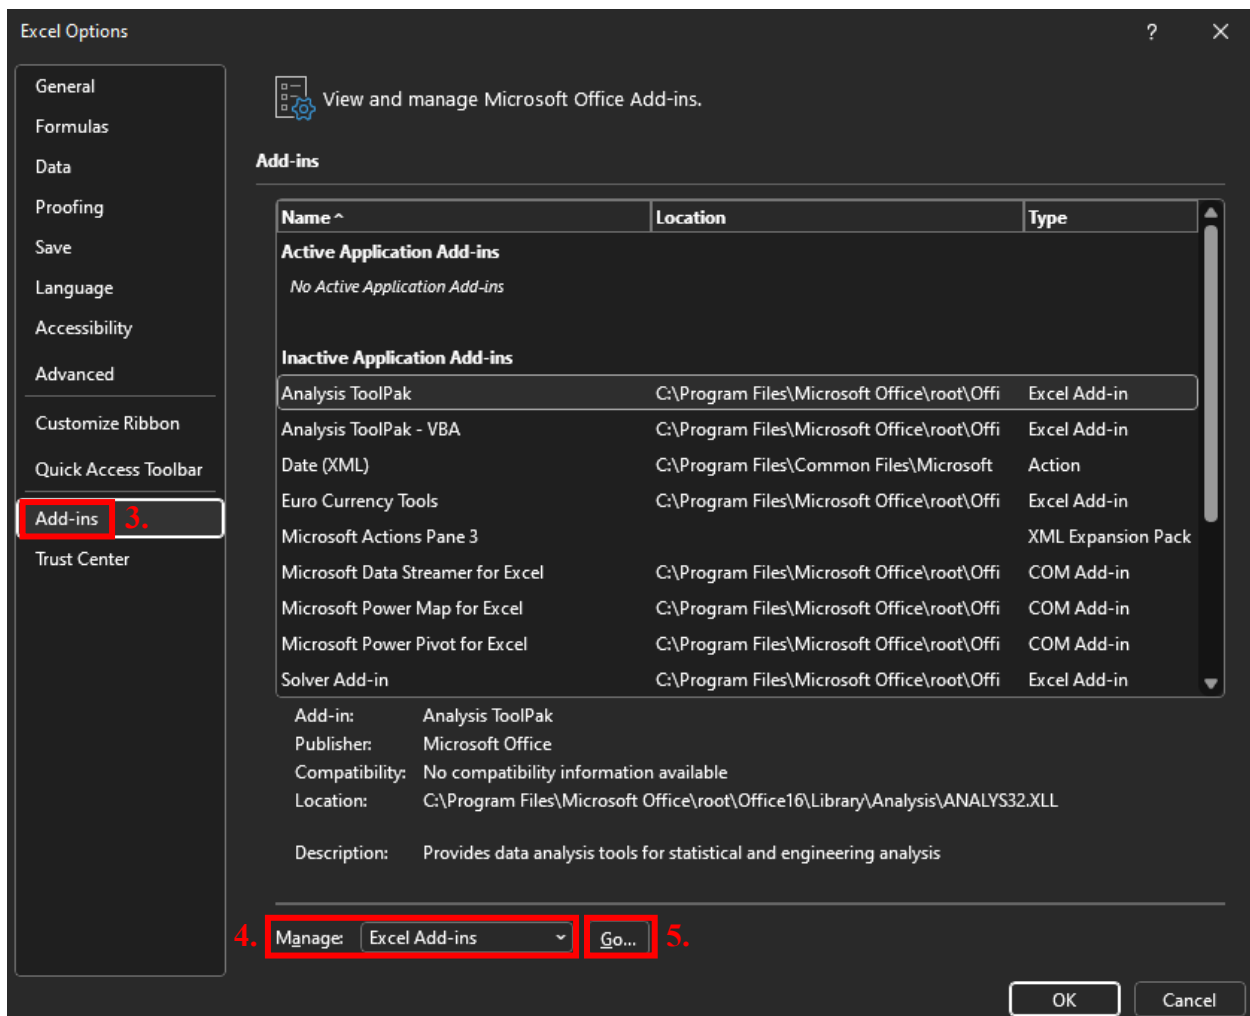 Excel Options
?
General
Formulas
Data
Proofing
Save
Language
Accessibility
Advanced
Customize Ribbon
Quick Access Toolbar
Add-ins 3.
Trust Center
View and manage Microsoft Office Add-ins.
Add-ins
Name Location Type
Active Application Add-ins
No Active Application Add-ins
Inactive Application Add-ins
Analysis ToolPak C:\Program Files\Microsoft Office\root\Offi Excel Add-in
Analysis ToolPak - VBA C:\Program Files\Microsoft Office\root\Offi Excel Add-in
Date (XML) C:\Program Files\Common Files\Microsoft Action
Euro Currency Tools C:\Program Files\Microsoft Office\root\Offi Excel Add-in
Microsoft Actions Pane 3 XML Expansion Pack
Microsoft Data Streamer for Excel C:\Program Files\Microsoft Office\root\Offi COM Add-in
Microsoft Power Map for Excel C:\Program Files\Microsoft Office\root\Offi COM Add-in
Microsoft Power Pivot for Excel C:\Program Files\Microsoft Office\root\Offi COM Add-in
Solver Add-in C:\Program Files\Microsoft Office\root\Offi Excel Add-in
Add-in: Analysis ToolPak
Publisher: Microsoft Office
Compatibility: No compatibility information available
Location: C:\Program Files\Microsoft Office\root\Office16\Library\Analysis\ANALYS32.XLL
Description: Provides data analysis tools for statistical and engineering analysis
4. Manage: Excel Add-ins Go... 5.
OK Cancel